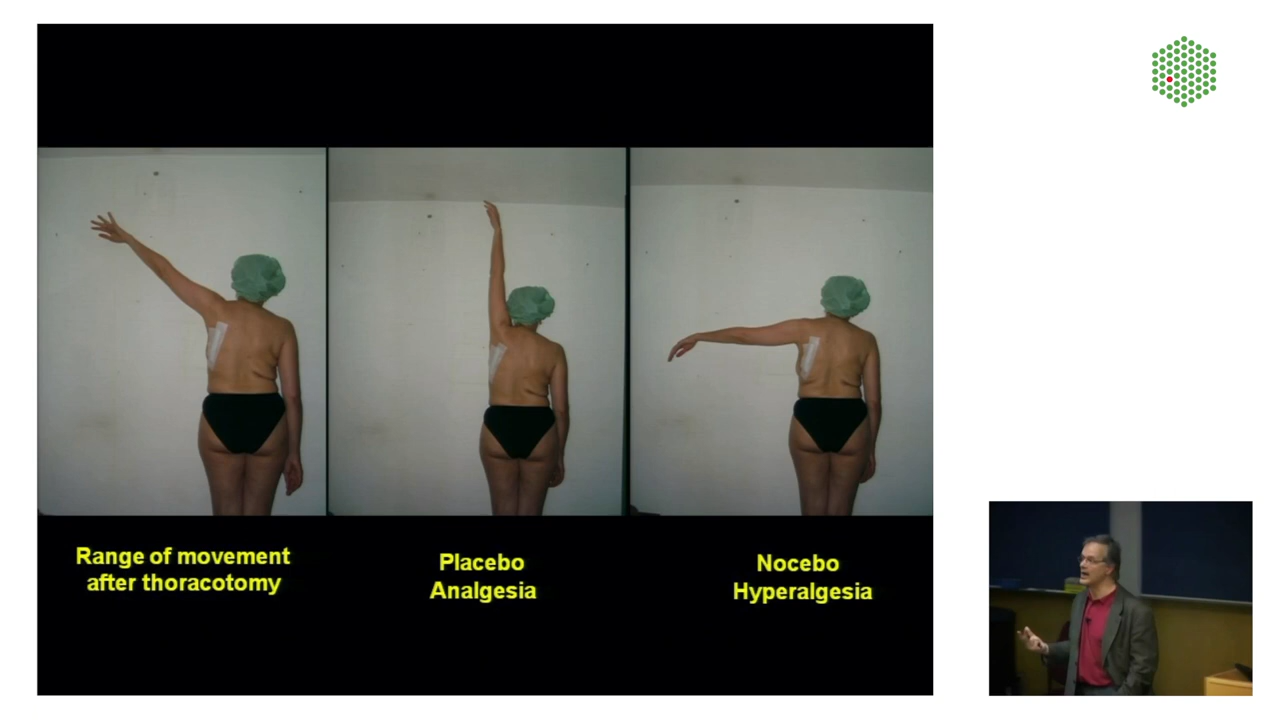 Range of movement
after thoracotomy
Placebo
Analgesia
Nocebo
Hyperalgesia